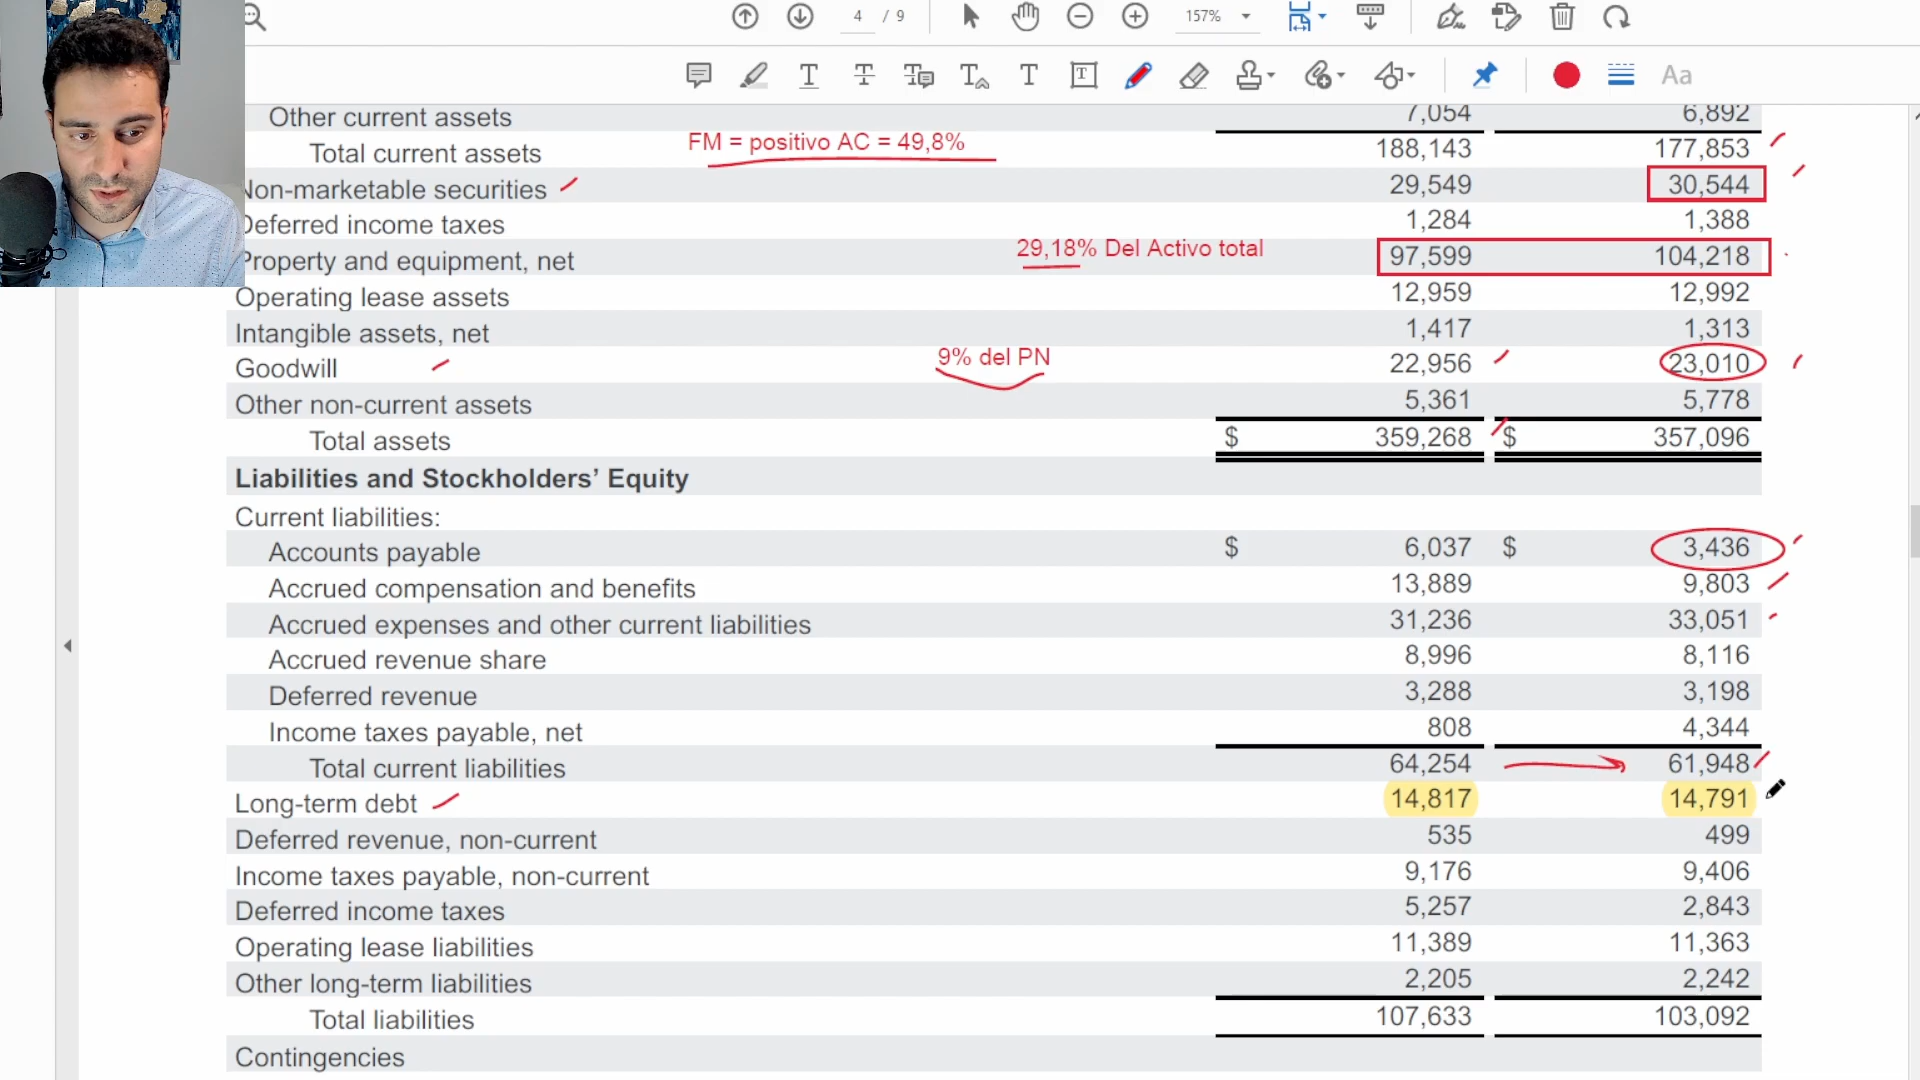 4 / 9 157%
T T T T T T Aa
Other current assets 7,054 6,892
FM = positivo AC = 49,8%
Total current assets 188,143 177,853
Non-marketable securities 29,549 30,544
Deferred income taxes 1,284 1,388
29,18% Del Activo total
Property and equipment, net 97,599 104,218
Operating lease assets 12,959 12,992
Intangible assets, net 1,417 1,313
9% del PN
Goodwill 22,956 23,010
Other non-current assets 5,361 5,778
Total assets $ 359,268 $ 357,096
Liabilities and Stockholders’ Equity
Current liabilities:
Accounts payable $ 6,037 $ 3,436
Accrued compensation and benefits 13,889 9,803
Accrued expenses and other current liabilities 31,236 33,051
Accrued revenue share 8,996 8,116
Deferred revenue 3,288 3,198
Income taxes payable, net 808 4,344
Total current liabilities 64,254 61,948
Long-term debt 14,817 14,791
Deferred revenue, non-current 535 499
Income taxes payable, non-current 9,176 9,406
Deferred income taxes 5,257 2,843
Operating lease liabilities 11,389 11,363
Other long-term liabilities 2,205 2,242
Total liabilities 107,633 103,092
Contingencies